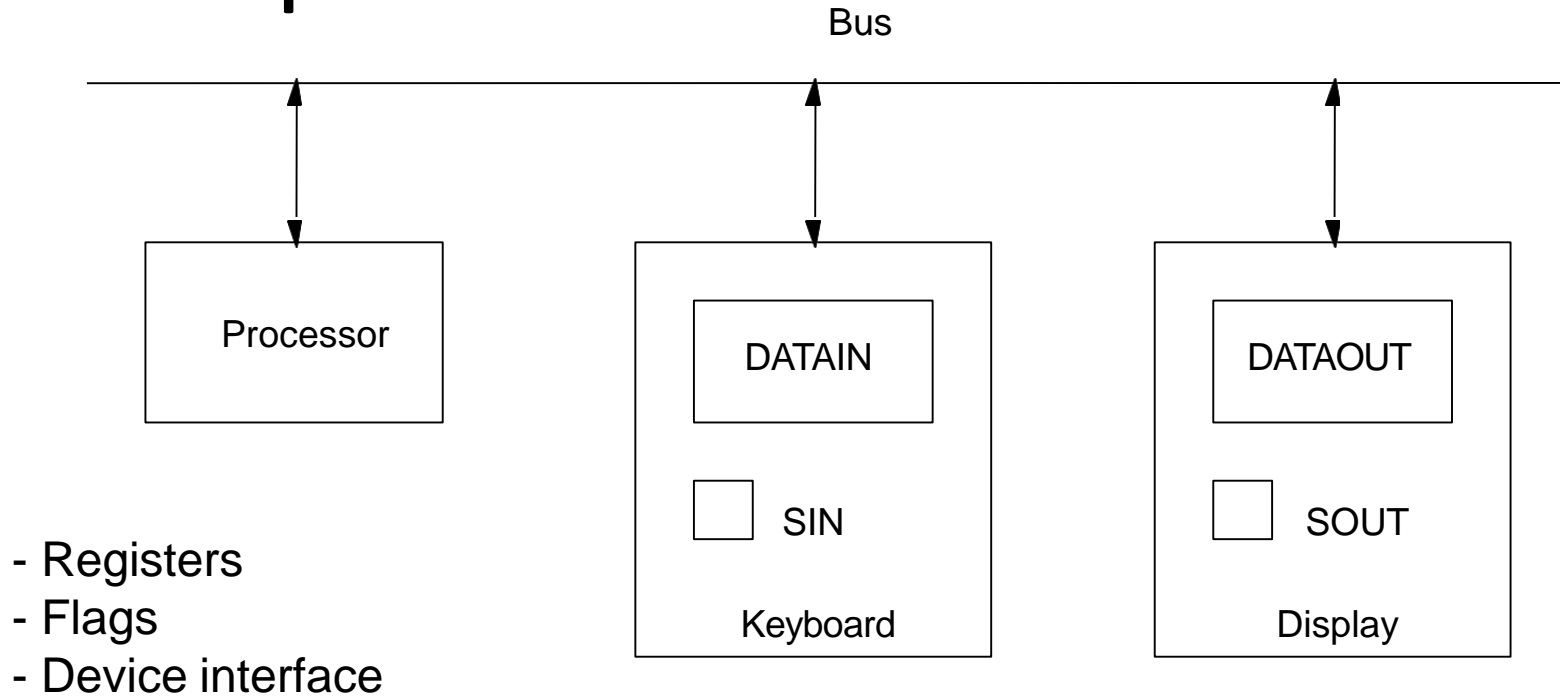 Bus
Processor
DATAIN
DATAOUT
SIN
SOUT
- Registers
- Flags
- Device interface
Keyboard
Display